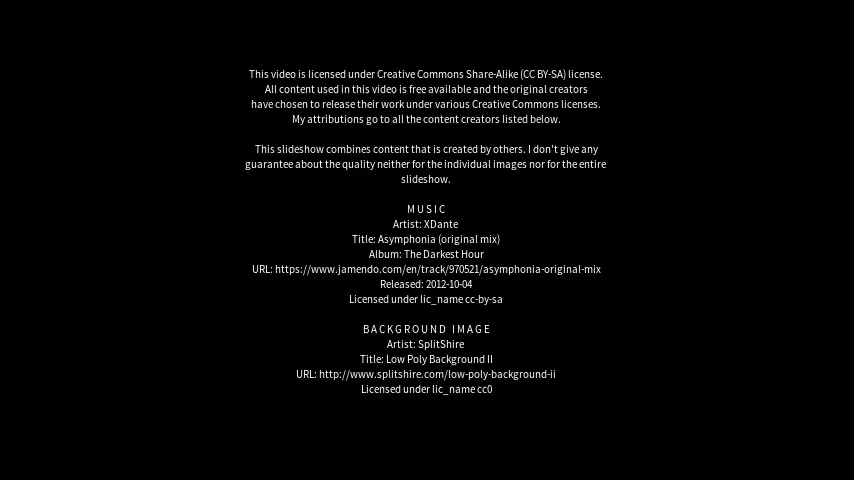 This video is licensed under Creative Commons Share-Alike (CC BY-SA) license.
All content used in this video is free available and the original creators
have chosen to release their work under various Creative Commons licenses.
My attributions go to all the content creators listed below.
This slideshow combines content that is created by others. I don't give any
guarantee about the quality neither for the individual images nor for the entire
slideshow.
MUSIC
Artist: XDante
Title: Asymphonia (original mix)
Album: The Darkest Hour
URL: https://www.jamendo.com/en/track/970521/asymphonia-original-mix
Released: 2012-10-04
Licensed under lic_name cc-by-sa
BACKGROUND IMAGE
Artist: SplitShire
Title: Low Poly Background II
URL: http://www.splitshire.com/low-poly-background-ii
Licensed under lic_name cc0